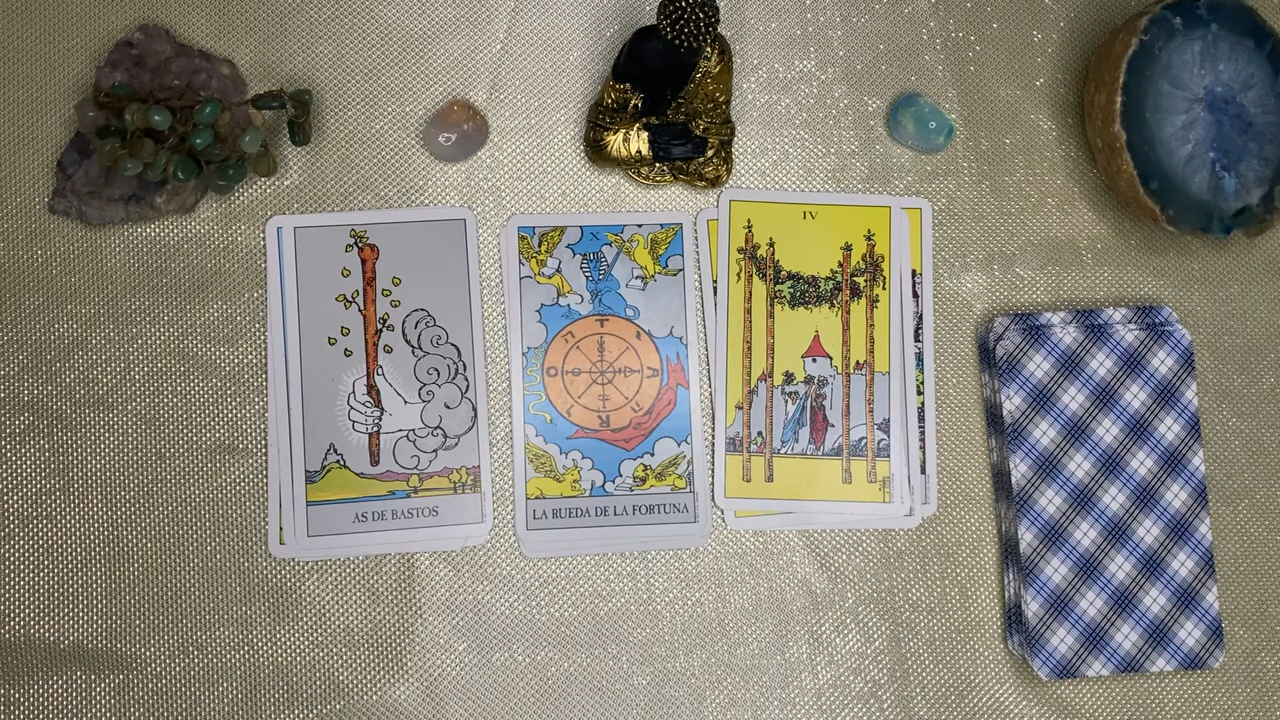 AS DE BASTOS
X
LA RUEDA DE LA FORTUNA
IV